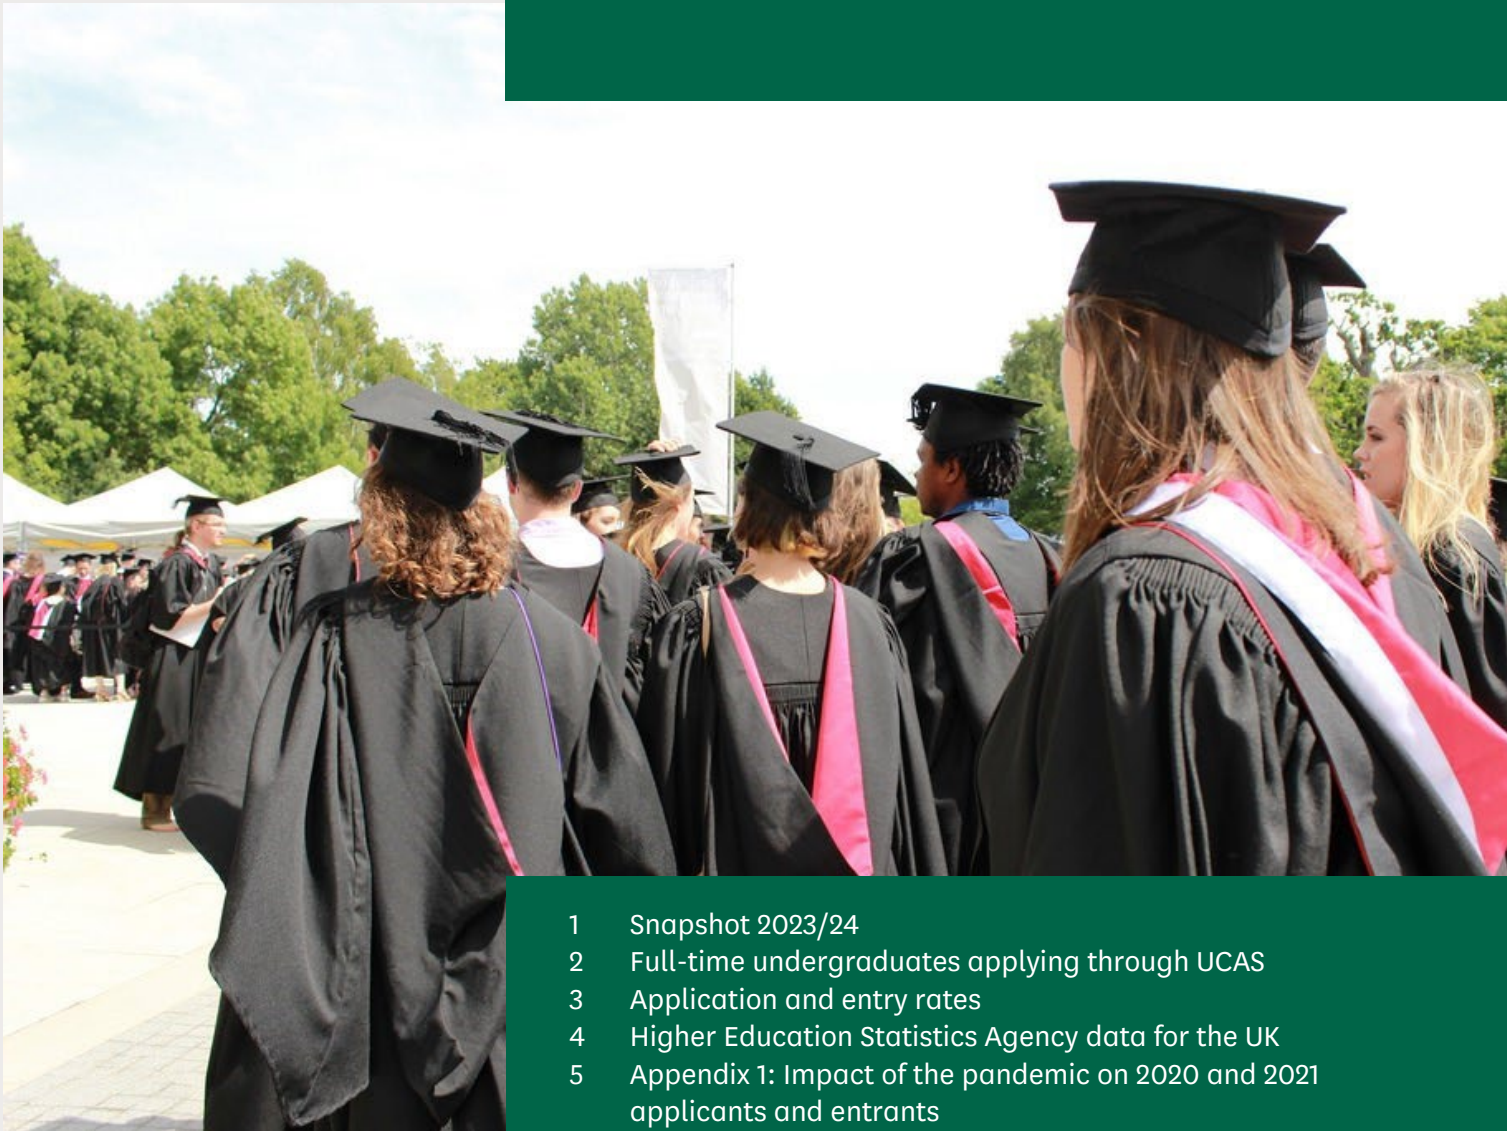 1 Snapshot 2023/24
2 Full-time undergraduates applying through UCAS
3 Application and entry rates
4 Higher Education Statistics Agency data for the UK
5 Appendix 1: Impact of the pandemic on 2020 and 2021
applicants and entrants